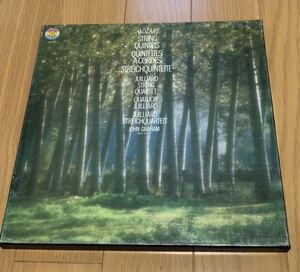 MOZART
STRING
QUINTETS
QUINTETTES
À CORDES
STREICHQUINTETTE
JUILLIARD
STRING
QUARTET
QUATUOR
JUILLIARD
JUILLIARD
STREICHQUARTETT
JOHN GRAHAM